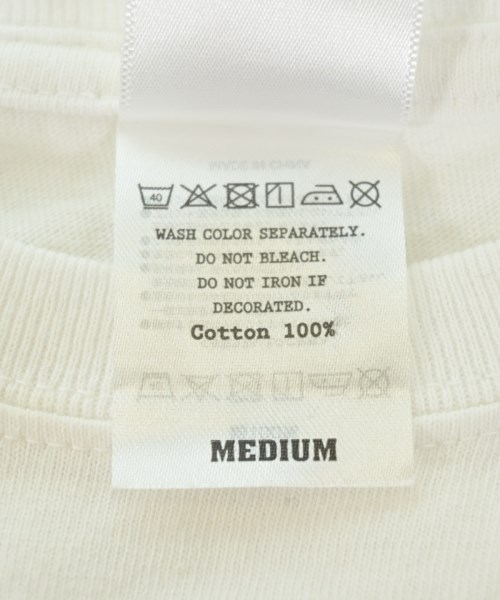 40
WASH COLOR SEPARATELY.
DO NOT BLEACH.
DO NOT IRON IF
DECORATED.
Cotton 100%
MEDIUM